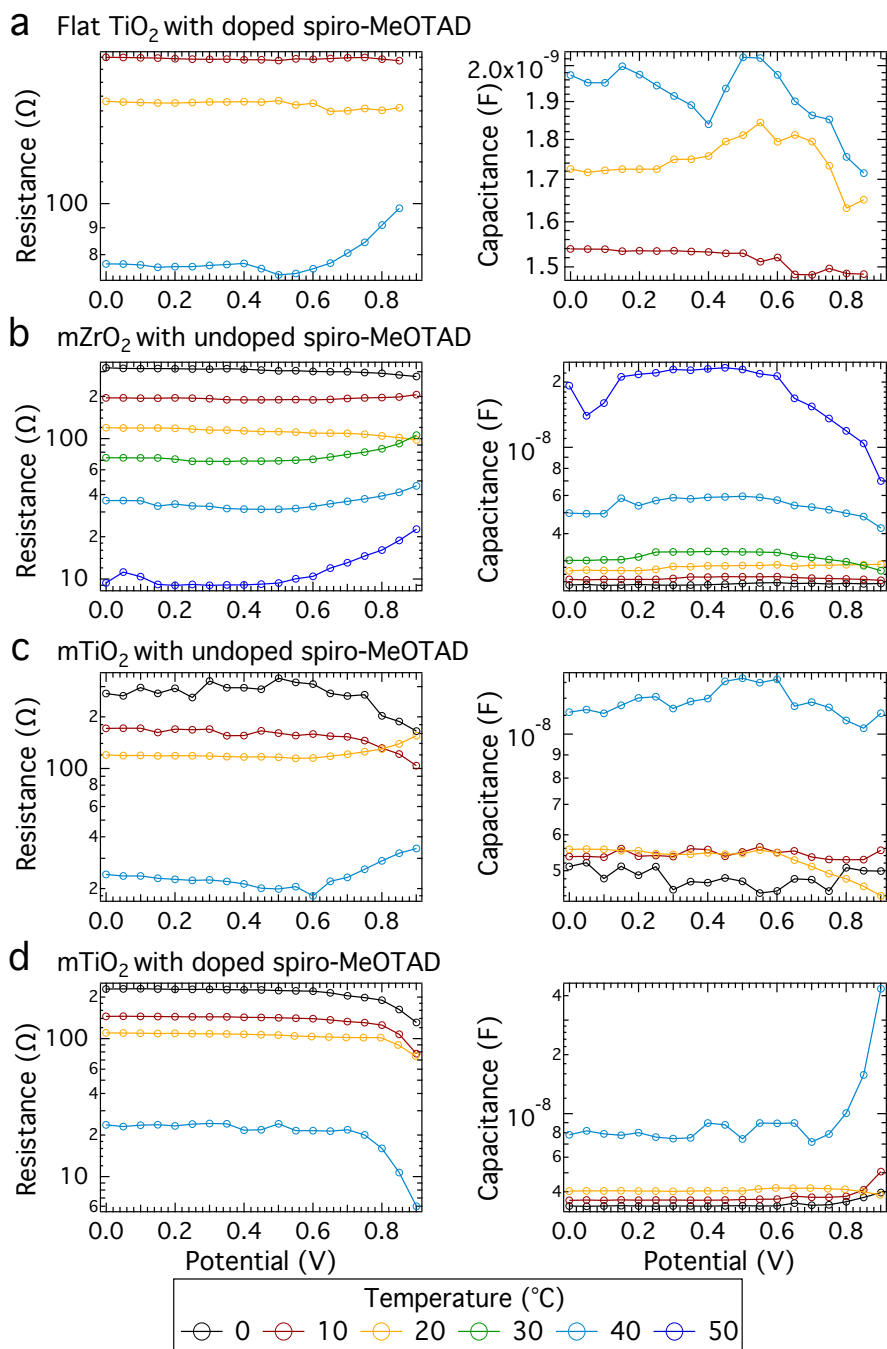 a Flat TiO2 with doped spiro-MeOTAD
Resistance (Ω)
100
9
8
0.0 0.2 0.4 0.6 0.8
Capacitance (F)
2.0x10-9
1.9
1.8
1.7
1.6
1.5
0.0 0.2 0.4 0.6 0.8
b mZrO2 with undoped spiro-MeOTAD
Resistance (Ω)
2
100
8
6
4
2
10
0.0 0.2 0.4 0.6 0.8
Capacitance (F)
2
10-8
8
6
4
0.0 0.2 0.4 0.6 0.8
c mTiO2 with undoped spiro-MeOTAD
Resistance (Ω)
2
100
8
6
4
2
0.0 0.2 0.4 0.6 0.8
Capacitance (F)
10-8
9
8
7
6
5
0.0 0.2 0.4 0.6 0.8
d mTiO2 with doped spiro-MeOTAD
Resistance (Ω)
2
100
8
6
4
2
10
6
0.0 0.2 0.4 0.6 0.8
Potential (V)
Capacitance (F)
4
2
10-8
8
6
4
0.0 0.2 0.4 0.6 0.8
Potential (V)
Temperature (°C)
0 10 20 30 40 50